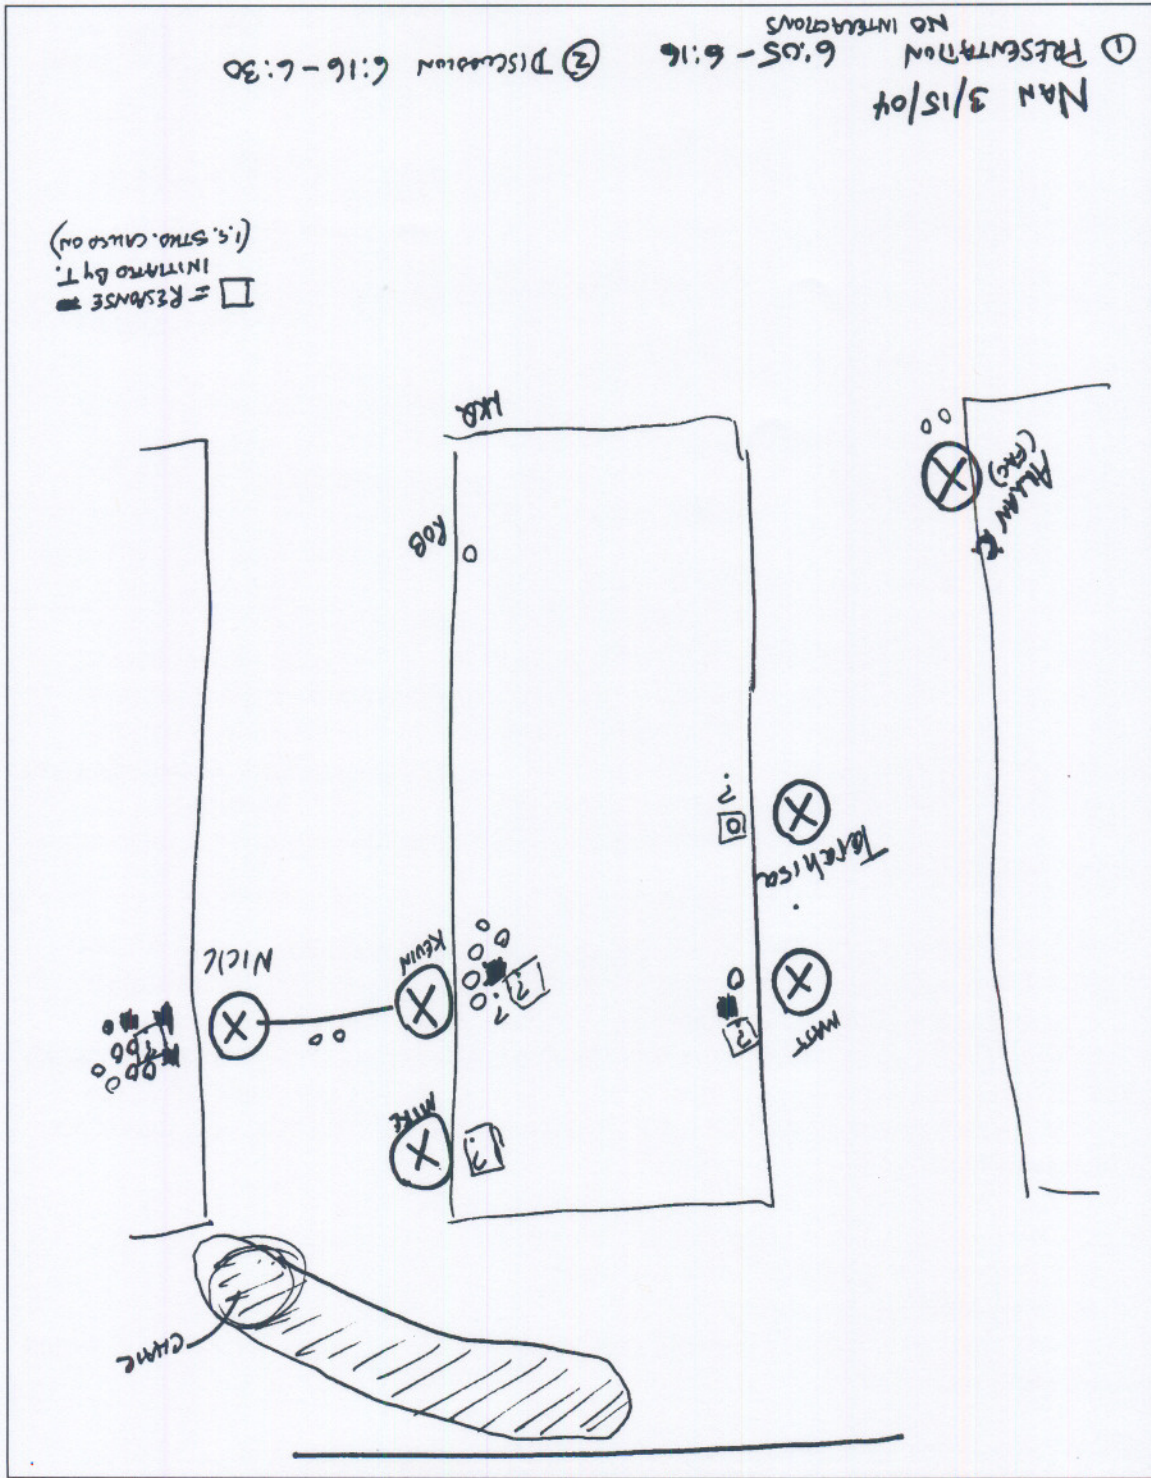 CHAIR
MIKE
?
MATT
?
KEVIN
?
?
NICK
?
ROB
ALLAN
(FAC)
= RESPONSE
INITIATED BY T.
(I.E. STUD. CALLED ON)
NAN 3/15/04
① PRESENTATION 6:05 - 6:16 ② DISCUSSION 6:16 - 6:30
NO INTERACTIONS